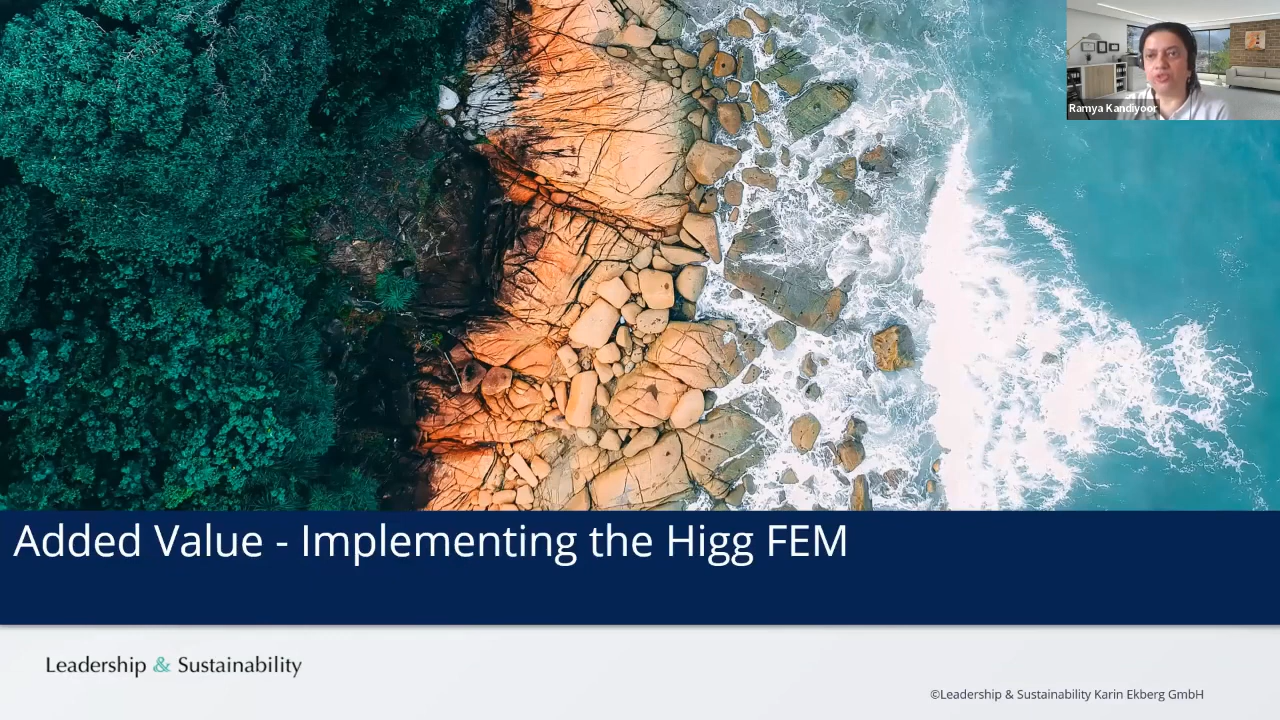 Ramya Kandiyoor
Added Value - Implementing the Higg FEM
Leadership & Sustainability
©Leadership & Sustainability Karin Ekberg GmbH